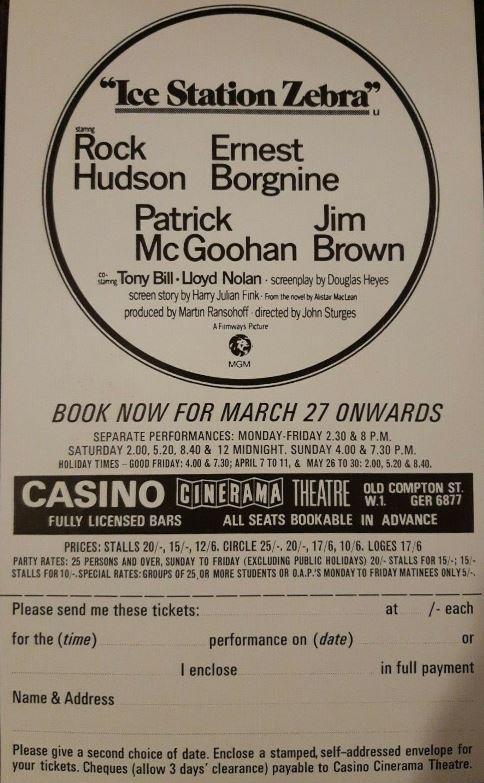 "Ice Station Zebra"
u
starring
Rock Ernest
Hudson Borgnine
Patrick Jim
McGoohan Brown
co-starring Tony Bill · Lloyd Nolan · screenplay by Douglas Heyes
screen story by Harry Julian Fink · From the novel by Alistair MacLean
produced by Martin Ransohoff · directed by John Sturges
A Filmways Picture
MGM
BOOK NOW FOR MARCH 27 ONWARDS
SEPARATE PERFORMANCES: MONDAY-FRIDAY 2.30 & 8 P.M.
SATURDAY 2.00, 5.20, 8.40 & 12 MIDNIGHT. SUNDAY 4.00 & 7.30 P.M.
HOLIDAY TIMES – GOOD FRIDAY: 4.00 & 7.30; APRIL 7 TO 11, & MAY 26 TO 30: 2.00, 5.20 & 8.40.
CASINO CINERAMA THEATRE OLD COMPTON ST.
W.1. GER 6877
FULLY LICENSED BARS ALL SEATS BOOKABLE IN ADVANCE
PRICES: STALLS 20/-, 15/-, 12/6. CIRCLE 25/-. 20/-, 17/6, 10/6. LOGES 17/6
PARTY RATES: 25 PERSONS AND OVER, SUNDAY TO FRIDAY (EXCLUDING PUBLIC HOLIDAYS) 20/- STALLS FOR 15/-; 15/-
STALLS FOR 10/-. SPECIAL RATES: GROUPS OF 25, OR MORE STUDENTS OR O.A.P.'S MONDAY TO FRIDAY MATINEES ONLY 5/-.
Please send me these tickets: at /- each
for the (time) performance on (date) or
I enclose in full payment
Name & Address
Please give a second choice of date. Enclose a stamped, self-addressed envelope for
your tickets. Cheques (allow 3 days' clearance) payable to Casino Cinerama Theatre.